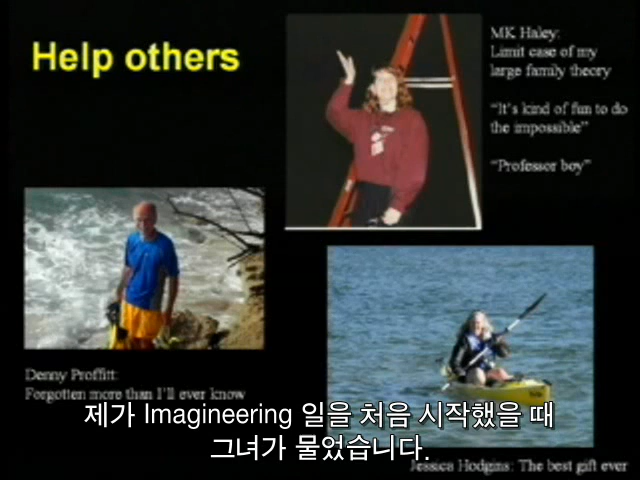 Help others
MK Haley:
Limit case of my
large family theory
"It's kind of fun to do
the impossible"
"Professor boy"
Denny Proffitt:
Forgotten more than I'll ever know
제가 Imagineering 일을 처음 시작했을 때
그녀가 물었습니다.
Jessica Hodgins: The best gift ever